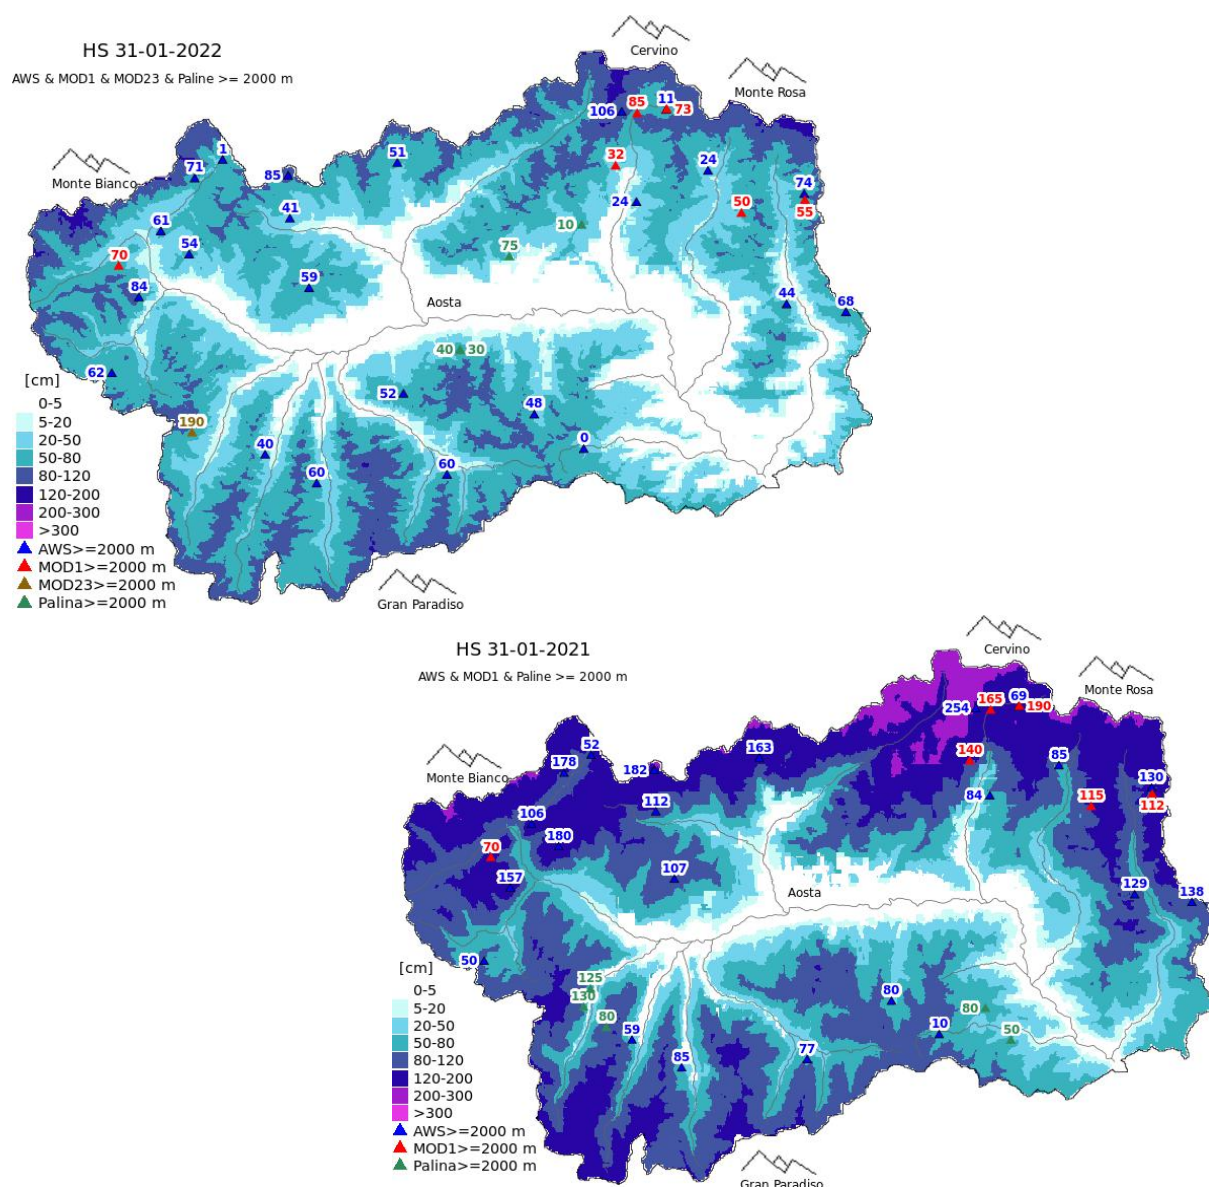 HS 31-01-2022
AWS & MOD1 & MOD23 & Paline >= 2000 m
Cervino
Monte Rosa
Monte Bianco
106 85 11 73
1 51 32 24
71 85 74
24 50 55
41 10
61 54 75
70 59
84 44 68
Aosta
40 30
62 52 48
190 40 60 60 0
[cm]
0-5
5-20
20-50
50-80
80-120
120-200
200-300
>300
AWS>=2000 m
MOD1>=2000 m
MOD23>=2000 m
Palina>=2000 m
Gran Paradiso
HS 31-01-2021
AWS & MOD1 & Paline >= 2000 m
Cervino
Monte Rosa
Monte Bianco
254 165 69 190
52 163 140 85
178 182 130
112 84 115 112
106 180
70 107
157 129 138
Aosta
50
125 80
130 80 80
59 10 50
85 77
[cm]
0-5
5-20
20-50
50-80
80-120
120-200
200-300
>300
AWS>=2000 m
MOD1>=2000 m
Palina>=2000 m
Gran Paradiso